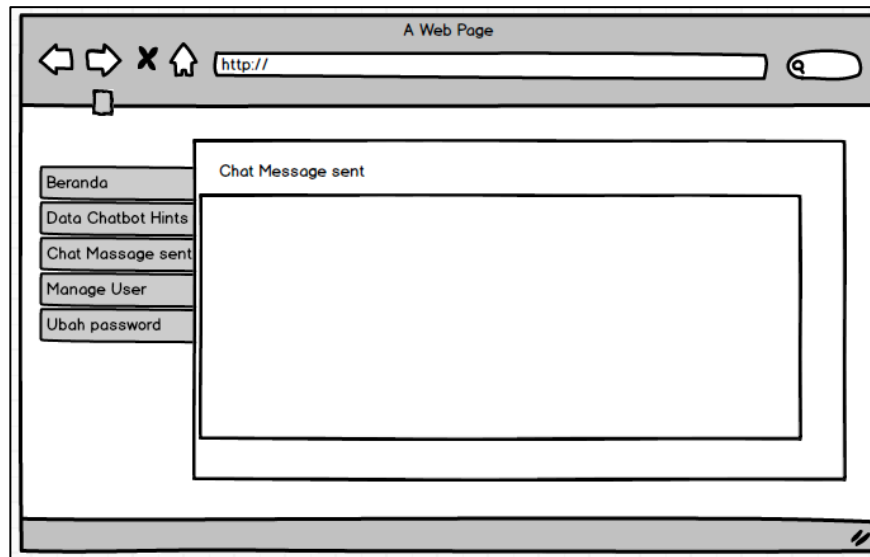 A Web Page
http://
Chat Message sent
Beranda
Data Chatbot Hints
Chat Massage sent
Manage User
Ubah password